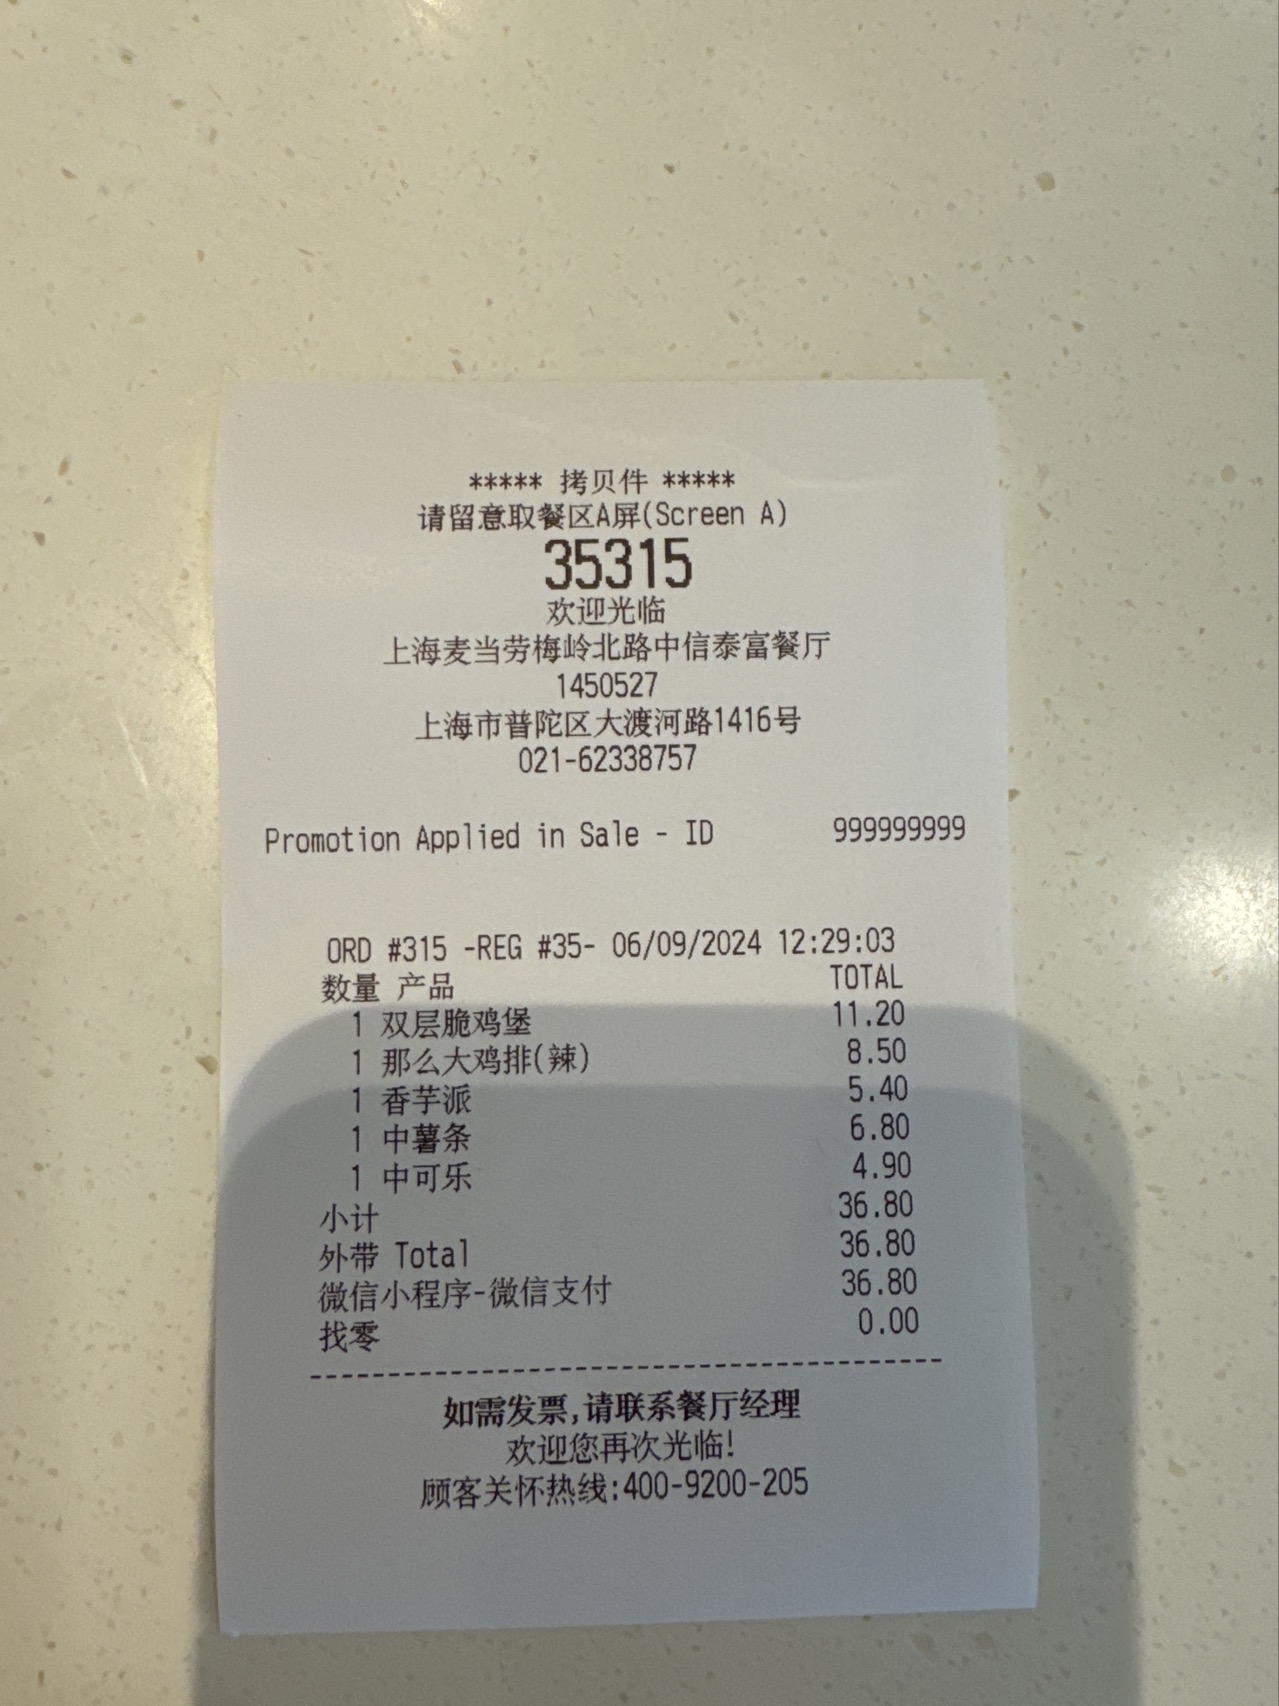 ***** 拷贝件 *****
请留意取餐区A屏(Screen A)
35315
欢迎光临
上海麦当劳梅岭北路中信泰富餐厅
1450527
上海市普陀区大渡河路1416号
021-62338757
Promotion Applied in Sale - ID 999999999
ORD #315 -REG #35- 06/09/2024 12:29:03
数量 产品 TOTAL
1 双层脆鸡堡 11.20
1 那么大鸡排(辣) 8.50
1 香芋派 5.40
1 中薯条 6.80
1 中可乐 4.90
小计 36.80
外带 Total 36.80
微信小程序-微信支付 36.80
找零 0.00
------------------------------------------
如需发票,请联系餐厅经理
欢迎您再次光临!
顾客关怀热线:400-9200-205